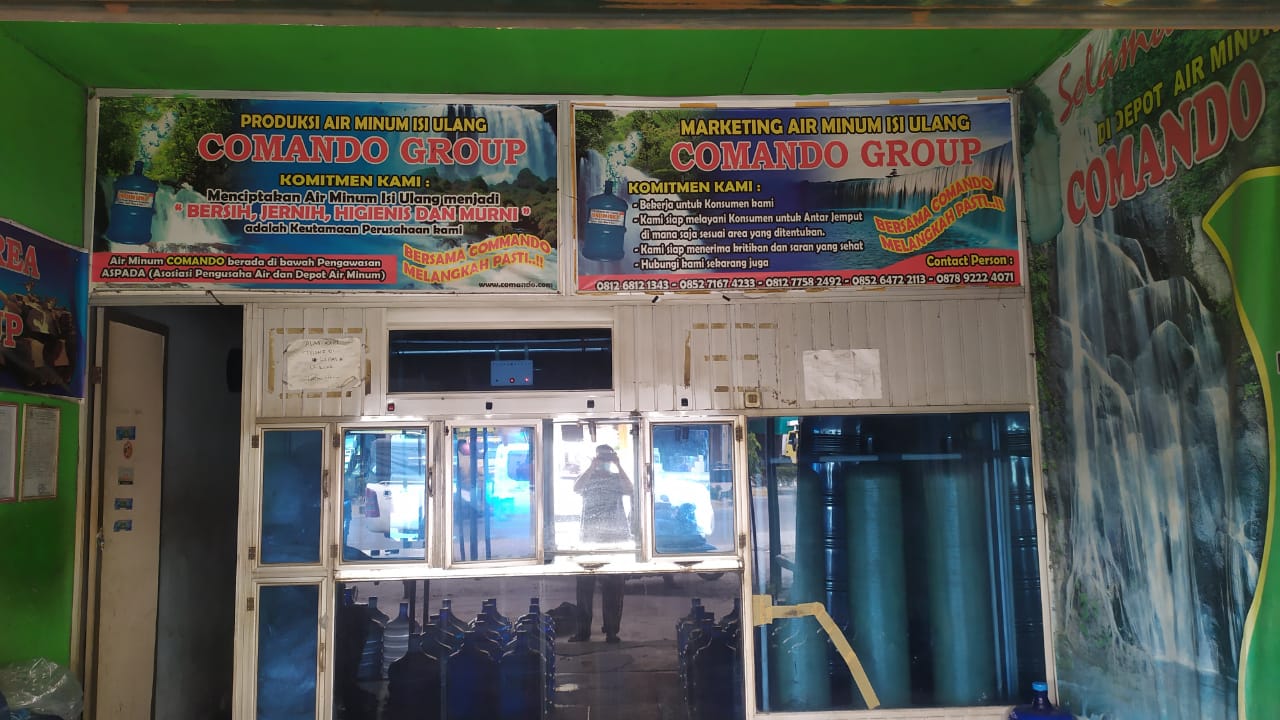 PRODUKSI AIR MINUM ISI ULANG
COMANDO GROUP
KOMITMEN KAMI :
Menciptakan Air Minum Isi Ulang menjadi
" BERSIH, JERNIH, HIGIENIS DAN MURNI "
adalah Keutamaan Perusahaan kami
BERSAMA COMMANDO
MELANGKAH PASTI..!!
Air Minum COMANDO berada di bawah Pengawasan
ASPADA (Asosiasi Pengusaha Air dan Depot Air Minum)
www.comando.com
MARKETING AIR MINUM ISI ULANG
COMANDO GROUP
KOMITMEN KAMI :
- Bekerja untuk Konsumen kami
- Kami siap melayani Konsumen untuk Antar Jemput
di mana saja sesuai area yang ditentukan.
- Kami siap menerima kritikan dan saran yang sehat
- Hubungi kami sekarang juga
BERSAMA COMANDO
MELANGKAH PASTI..!!
Contact Person :
0812 6812 1343 - 0852 7167 4233 - 0812 7758 2492 - 0852 6472 2113 - 0878 9222 4071
DI DEPOT AIR MINUM
COMANDO